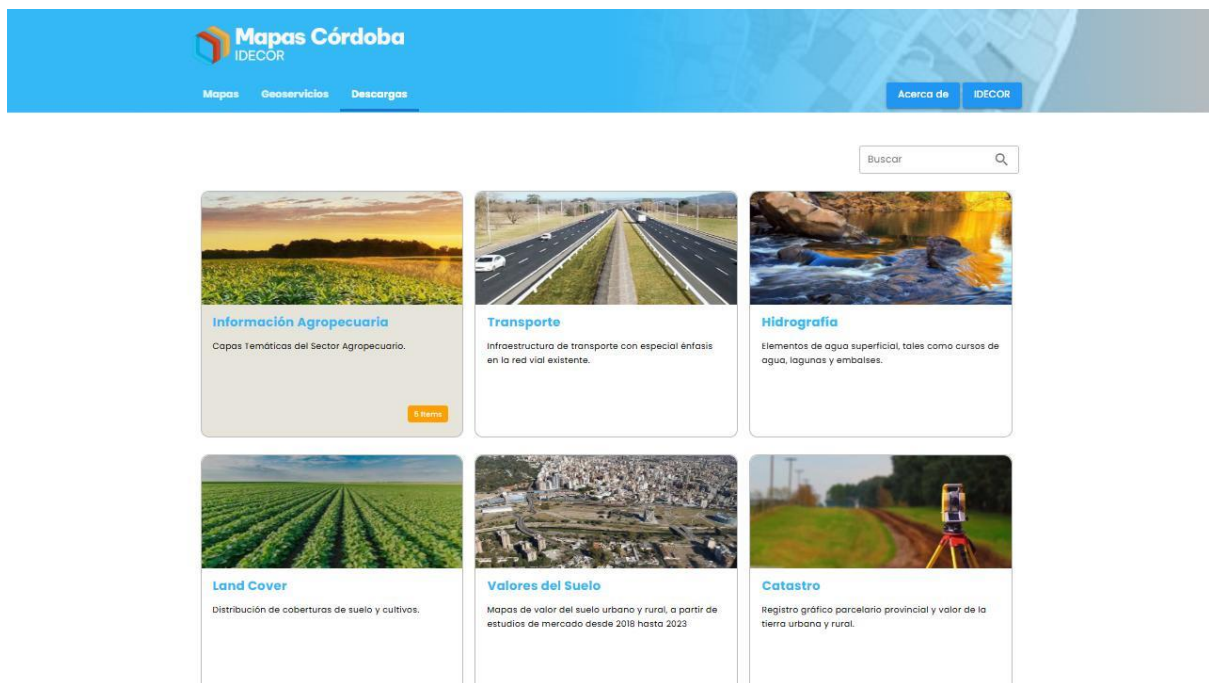 Mapas Córdoba
IDECOR
Mapas Geoservicios Descargas Acerca de IDECOR
Buscar
Información Agropecuaria
Capas Temáticas del Sector Agropecuario.
6 Items
Transporte
Infraestructura de transporte con especial énfasis
en la red vial existente.
Hidrografía
Elementos de agua superficial, tales como cursos de
agua, lagunas y embalses.
Land Cover
Distribución de coberturas de suelo y cultivos.
Valores del Suelo
Mapas de valor del suelo urbano y rural, a partir de
estudios de mercado desde 2018 hasta 2023
Catastro
Registro gráfico parcelario provincial y valor de la
tierra urbana y rural.